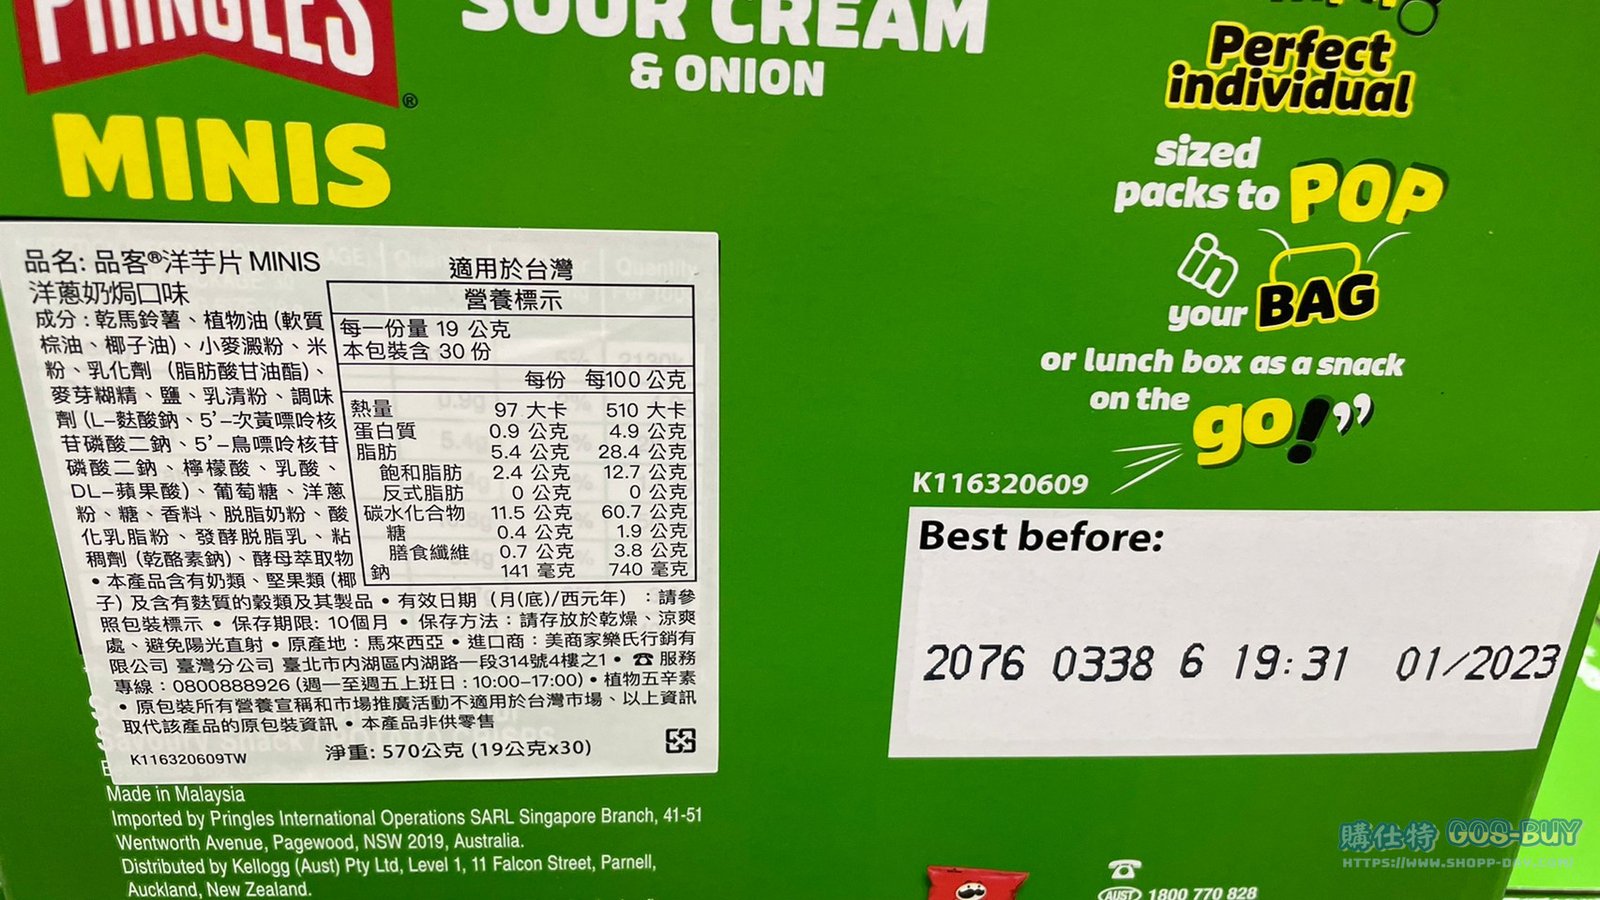 PRINGLES
®
MINIS
SOUR CREAM
& ONION
Perfect
individual
sized
packs to POP
in
your BAG
or lunch box as a snack
on the go!”
K116320609
Best before:
2076 0338 6 19:31 01/2023
品名: 品客®洋芋片 MINIS
洋蔥奶焗口味
適用於台灣
營養標示
每一份量 19 公克
本包裝含 30 份
每份 每100 公克
熱量 97 大卡 510 大卡
蛋白質 0.9 公克 4.9 公克
脂肪 5.4 公克 28.4 公克
飽和脂肪 2.4 公克 12.7 公克
反式脂肪 0 公克 0 公克
碳水化合物 11.5 公克 60.7 公克
糖 0.4 公克 1.9 公克
膳食纖維 0.7 公克 3.8 公克
鈉 141 毫克 740 毫克
成分 : 乾馬鈴薯、植物油 (軟質
棕油、椰子油)、小麥澱粉、米
粉、乳化劑 (脂肪酸甘油酯)、
麥芽糊精、鹽、乳清粉、調味
劑 (L-麩酸鈉、5'-次黃嘌呤核
苷磷酸二鈉、5'-鳥嘌呤核苷
磷酸二鈉、檸檬酸、乳酸、
DL-蘋果酸)、葡萄糖、洋蔥
粉、糖、香料、脫脂奶粉、酸
化乳脂粉、發酵脫脂乳、粘
稠劑 (乾酪素鈉)、酵母萃取物
• 本產品含有奶類、堅果類 (椰
子) 及含有麩質的穀類及其製品 • 有效日期 (月(底)/西元年) : 請參
照包裝標示 • 保存期限: 10個月 • 保存方法 : 請存放於乾燥、涼爽
處、避免陽光直射 • 原產地 : 馬來西亞 • 進口商 : 美商家樂氏行銷有
限公司 臺灣分公司 臺北市內湖區內湖路一段314號4樓之1 • ☎ 服務
專線 : 0800888926 (週一至週五上班日 : 10:00-17:00) • 植物五辛素
• 原包裝所有營養宣稱和市場推廣活動不適用於台灣市場、以上資訊
取代該產品的原包裝資訊 • 本產品非供零售
K116320609TW
淨重: 570公克 (19公克x30)
Made in Malaysia
Imported by Pringles International Operations SARL Singapore Branch, 41-51
Wentworth Avenue, Pagewood, NSW 2019, Australia.
Distributed by Kellogg (Aust) Pty Ltd, Level 1, 11 Falcon Street, Parnell,
Auckland, New Zealand.
AUST 1800 770 828
購仕特 GOS-BUY